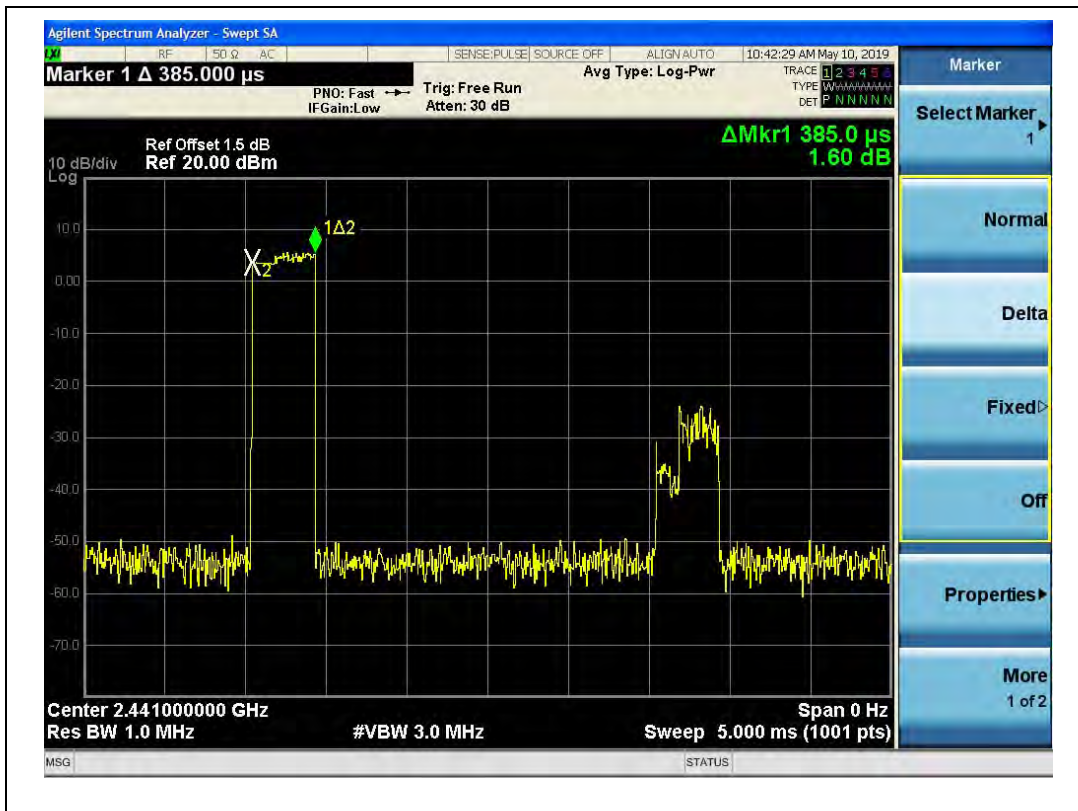 Agilent Spectrum Analyzer - Swept SA
LXI RF 50 Ω AC SENSE:PULSE SOURCE OFF ALIGN AUTO 10:42:29 AM May 10, 2019
Marker 1 Δ 385.000 µs
PNO: Fast
IFGain:Low
Trig: Free Run
Atten: 30 dB
Avg Type: Log-Pwr
TRACE 1 2 3 4 5 6
TYPE WWWWWW
DET P N N N N N
ΔMkr1 385.0 µs
1.60 dB
Ref Offset 1.5 dB
10 dB/div Ref 20.00 dBm
Log
10.0
0.00
-10.0
-20.0
-30.0
-40.0
-50.0
-60.0
-70.0
1Δ2
2
Center 2.441000000 GHz Span 0 Hz
Res BW 1.0 MHz #VBW 3.0 MHz Sweep 5.000 ms (1001 pts)
MSG STATUS
Marker
Select Marker
1
Normal
Delta
Fixed
Off
Properties
More
1 of 2